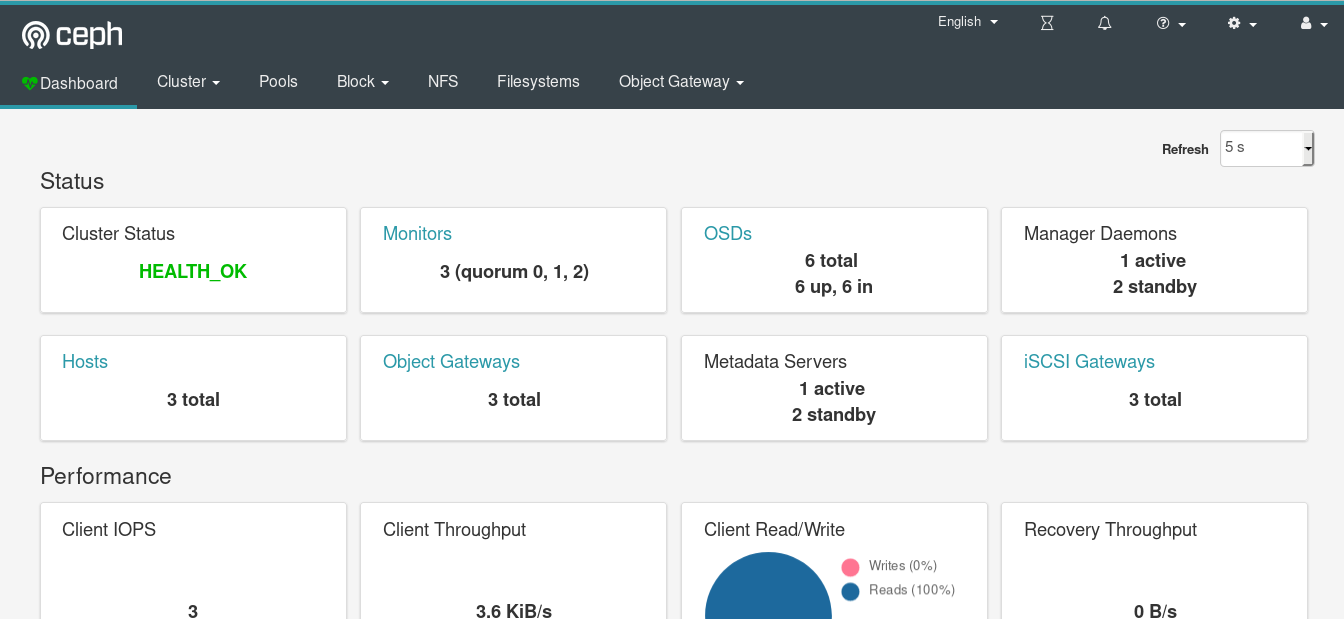 English
ceph
Dashboard Cluster Pools Block NFS Filesystems Object Gateway
Refresh 5 s
Status
Cluster Status
HEALTH_OK
Monitors
3 (quorum 0, 1, 2)
OSDs
6 total
6 up, 6 in
Manager Daemons
1 active
2 standby
Hosts
3 total
Object Gateways
3 total
Metadata Servers
1 active
2 standby
iSCSI Gateways
3 total
Performance
Client IOPS
3
Client Throughput
3.6 KiB/s
Client Read/Write
Writes (0%)
Reads (100%)
Recovery Throughput
0 B/s